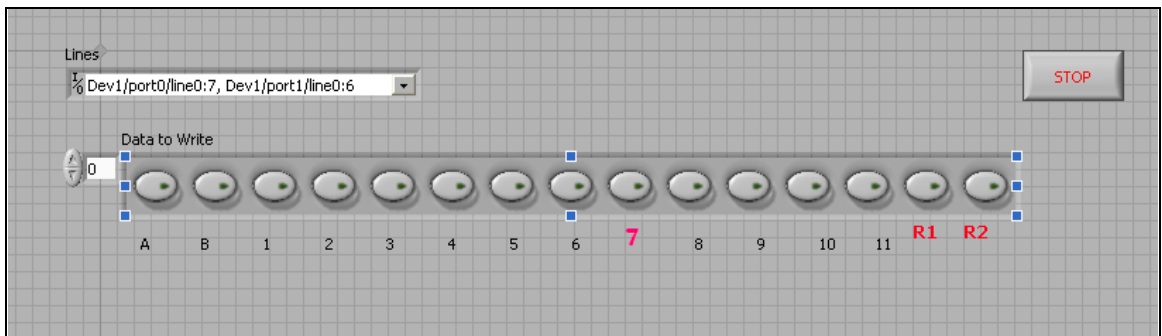 Lines
I/O Dev1/port0/line0:7, Dev1/port1/line0:6
STOP
Data to Write
0
A B 1 2 3 4 5 6 7 8 9 10 11 R1 R2